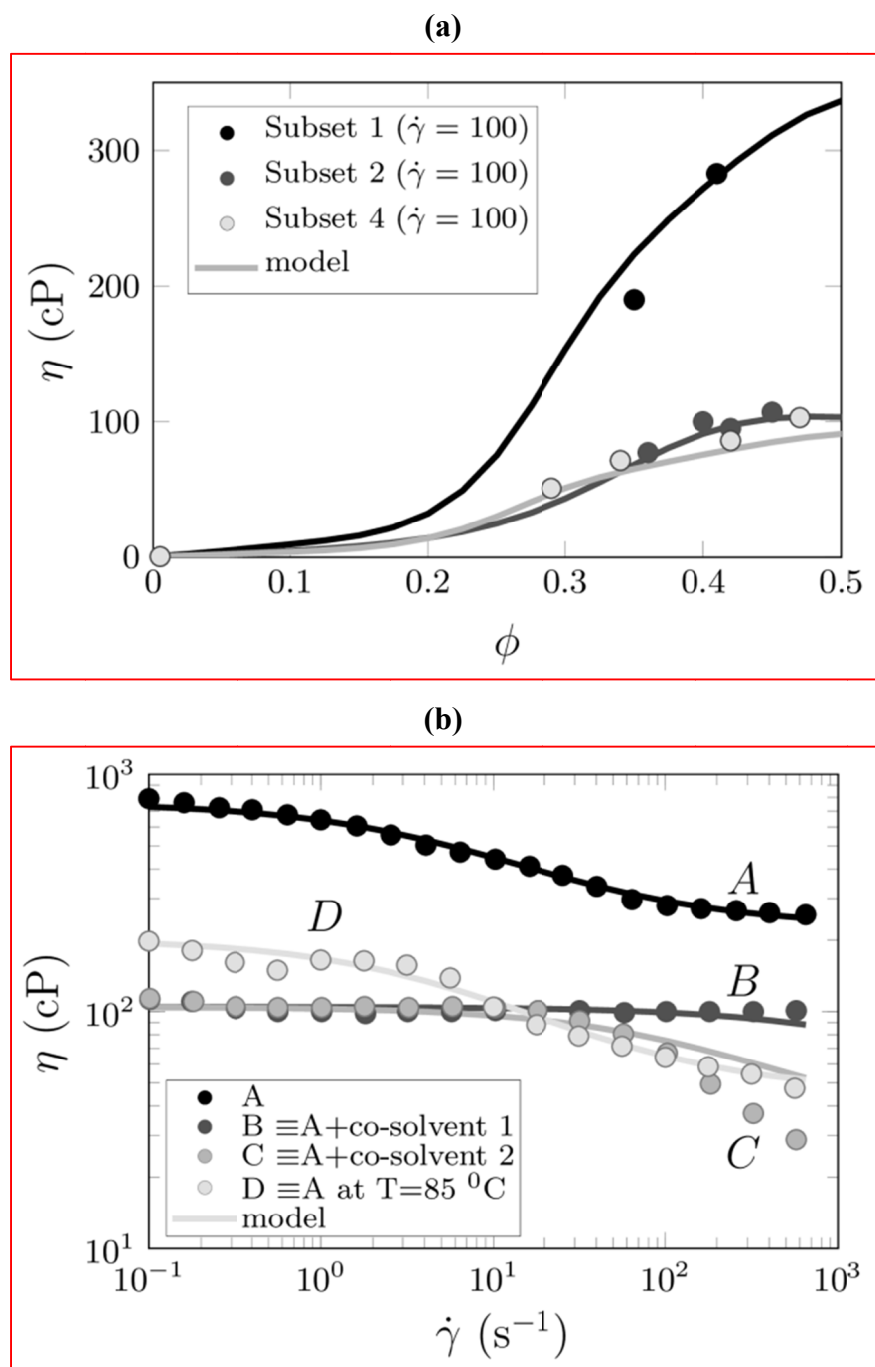 (a)
300
200
100
0
η (cP)
Subset 1 (γ̇ = 100)
Subset 2 (γ̇ = 100)
Subset 4 (γ̇ = 100)
model
0 0.1 0.2 0.3 0.4 0.5
ϕ
(b)
10³
10²
10¹
η (cP)
A
D
B
C
A
B ≡A+co-solvent 1
C ≡A+co-solvent 2
D ≡A at T=85 ⁰C
model
10⁻¹ 10⁰ 10¹ 10² 10³
γ̇ (s⁻¹)